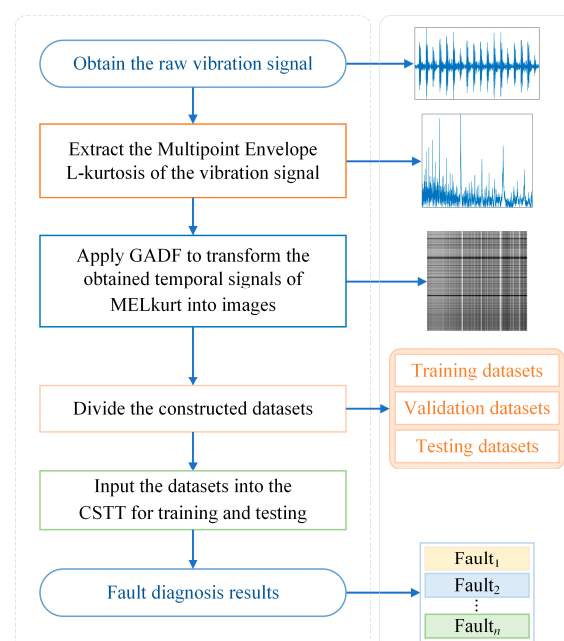 Obtain the raw vibration signal
Extract the Multipoint Envelope
L-kurtosis of the vibration signal
Apply GADF to transform the
obtained temporal signals of
MELkurt into images
Divide the constructed datasets
Training datasets
Validation datasets
Testing datasets
Input the datasets into the
CSTT for training and testing
Fault diagnosis results
Fault₁
Fault₂
⋮
Faultₙ